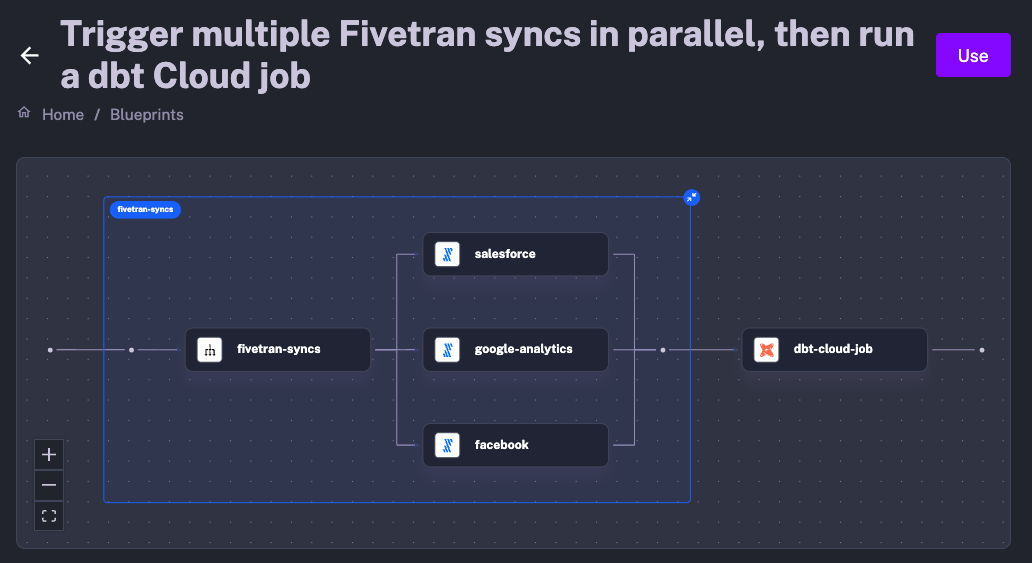 Trigger multiple Fivetran syncs in parallel, then run
a dbt Cloud job
Use
Home / Blueprints
fivetran-syncs
salesforce
fivetran-syncs
google-analytics
dbt-cloud-job
facebook